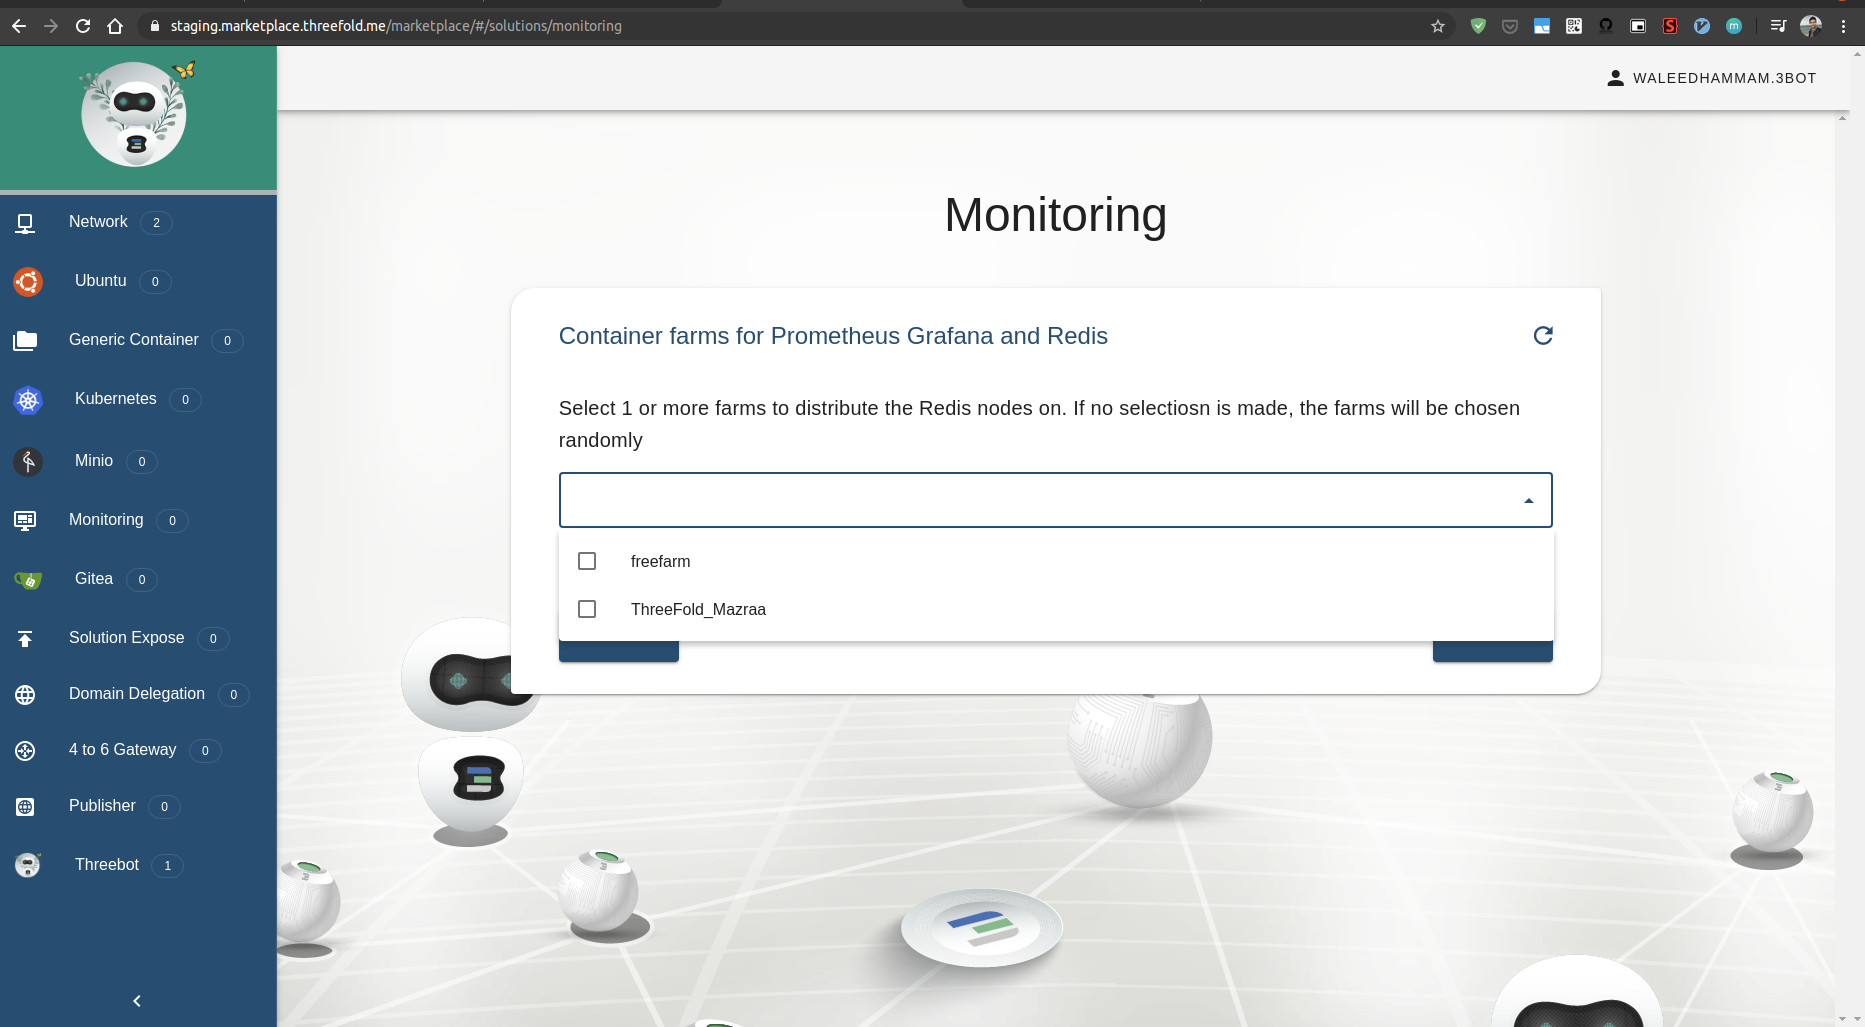 staging.marketplace.threefold.me/marketplace/#/solutions/monitoring
WALEEDHAMMAM.3BOT
Network 2
Ubuntu 0
Generic Container 0
Kubernetes 0
Minio 0
Monitoring 0
Gitea 0
Solution Expose 0
Domain Delegation 0
4 to 6 Gateway 0
Publisher 0
Threebot 1
Monitoring
Container farms for Prometheus Grafana and Redis
Select 1 or more farms to distribute the Redis nodes on. If no selectiosn is made, the farms will be chosen
randomly
freefarm
ThreeFold_Mazraa